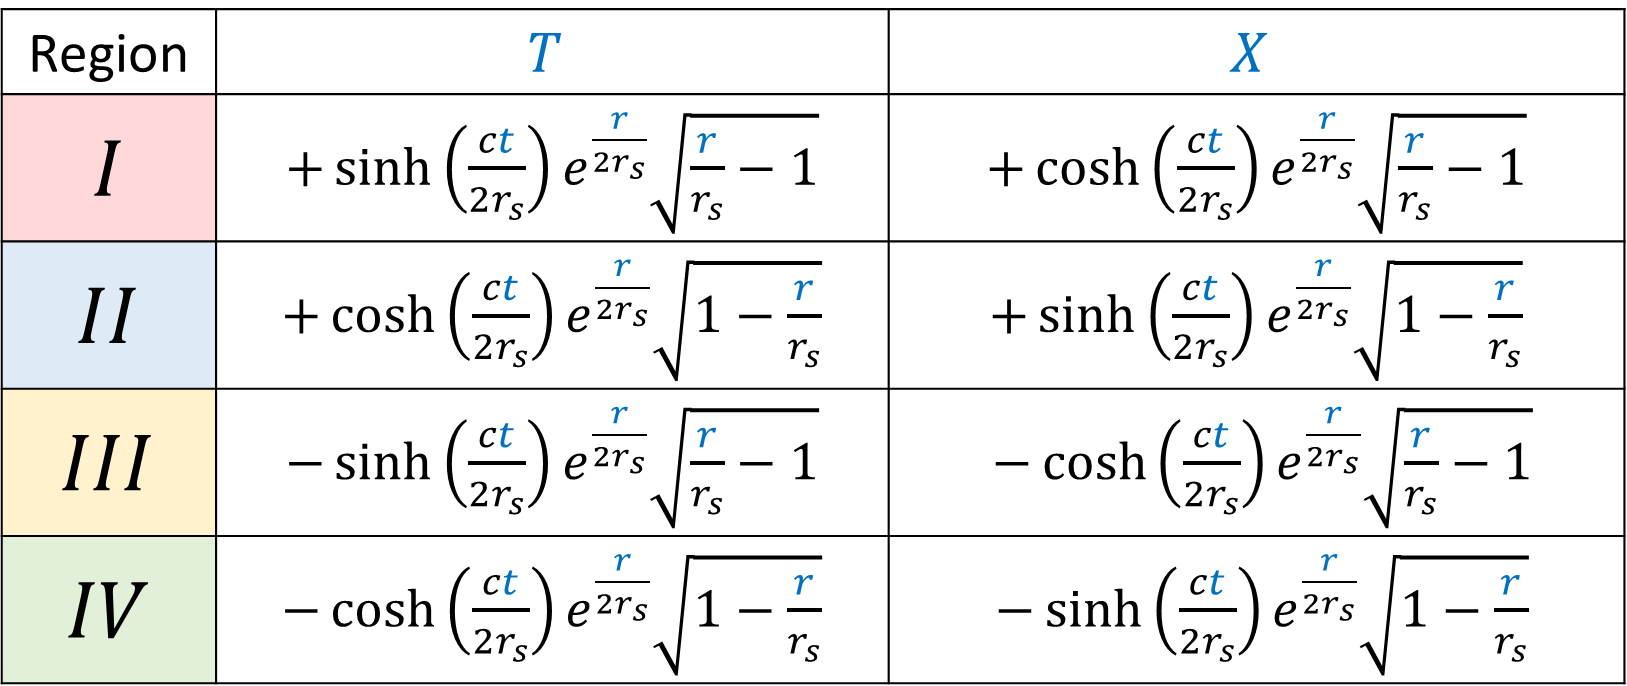 Region T X
I + sinh (ct/2r_s) e^{r/2r_s} √(r/r_s − 1) + cosh (ct/2r_s) e^{r/2r_s} √(r/r_s − 1)
II + cosh (ct/2r_s) e^{r/2r_s} √(1 − r/r_s) + sinh (ct/2r_s) e^{r/2r_s} √(1 − r/r_s)
III − sinh (ct/2r_s) e^{r/2r_s} √(r/r_s − 1) − cosh (ct/2r_s) e^{r/2r_s} √(r/r_s − 1)
IV − cosh (ct/2r_s) e^{r/2r_s} √(1 − r/r_s) − sinh (ct/2r_s) e^{r/2r_s} √(1 − r/r_s)